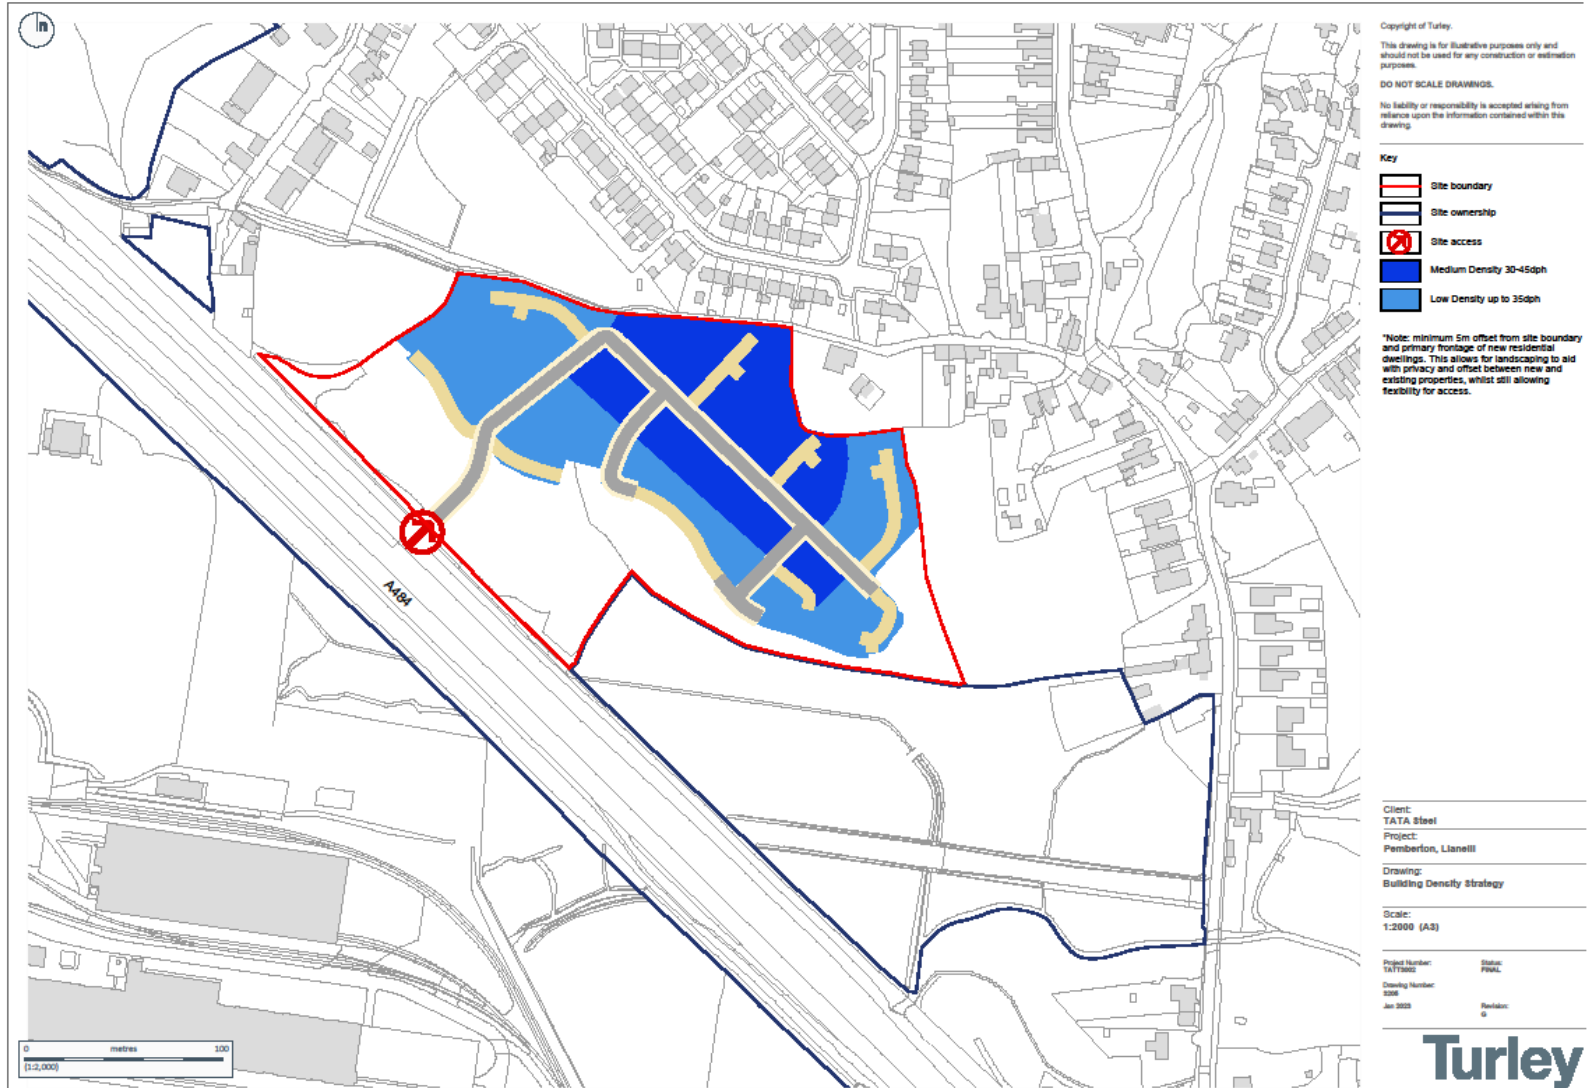 n
Copyright of Turley.
This drawing is for illustrative purposes only and
should not be used for any construction or estimation
purposes.
DO NOT SCALE DRAWINGS.
No liability or responsibility is accepted arising from
reliance upon the information contained within this
drawing.
Key
Site boundary
Site ownership
Site access
Medium Density 30-45dph
Low Density up to 35dph
*Note: minimum 5m offset from site boundary
and primary frontage of new residential
dwellings. This allows for landscaping to aid
with privacy and offset between new and
existing properties, whilst still allowing
flexibility for access.
A484
Client:
TATA Steel
Project:
Pemberton, Llanelli
Drawing:
Building Density Strategy
Scale:
1:2000 (A3)
Project Number: Status:
TATT3002 FINAL
Drawing Number:
Jan 2023 Revision:
G
0 metres 100
(1:2,000)
Turley